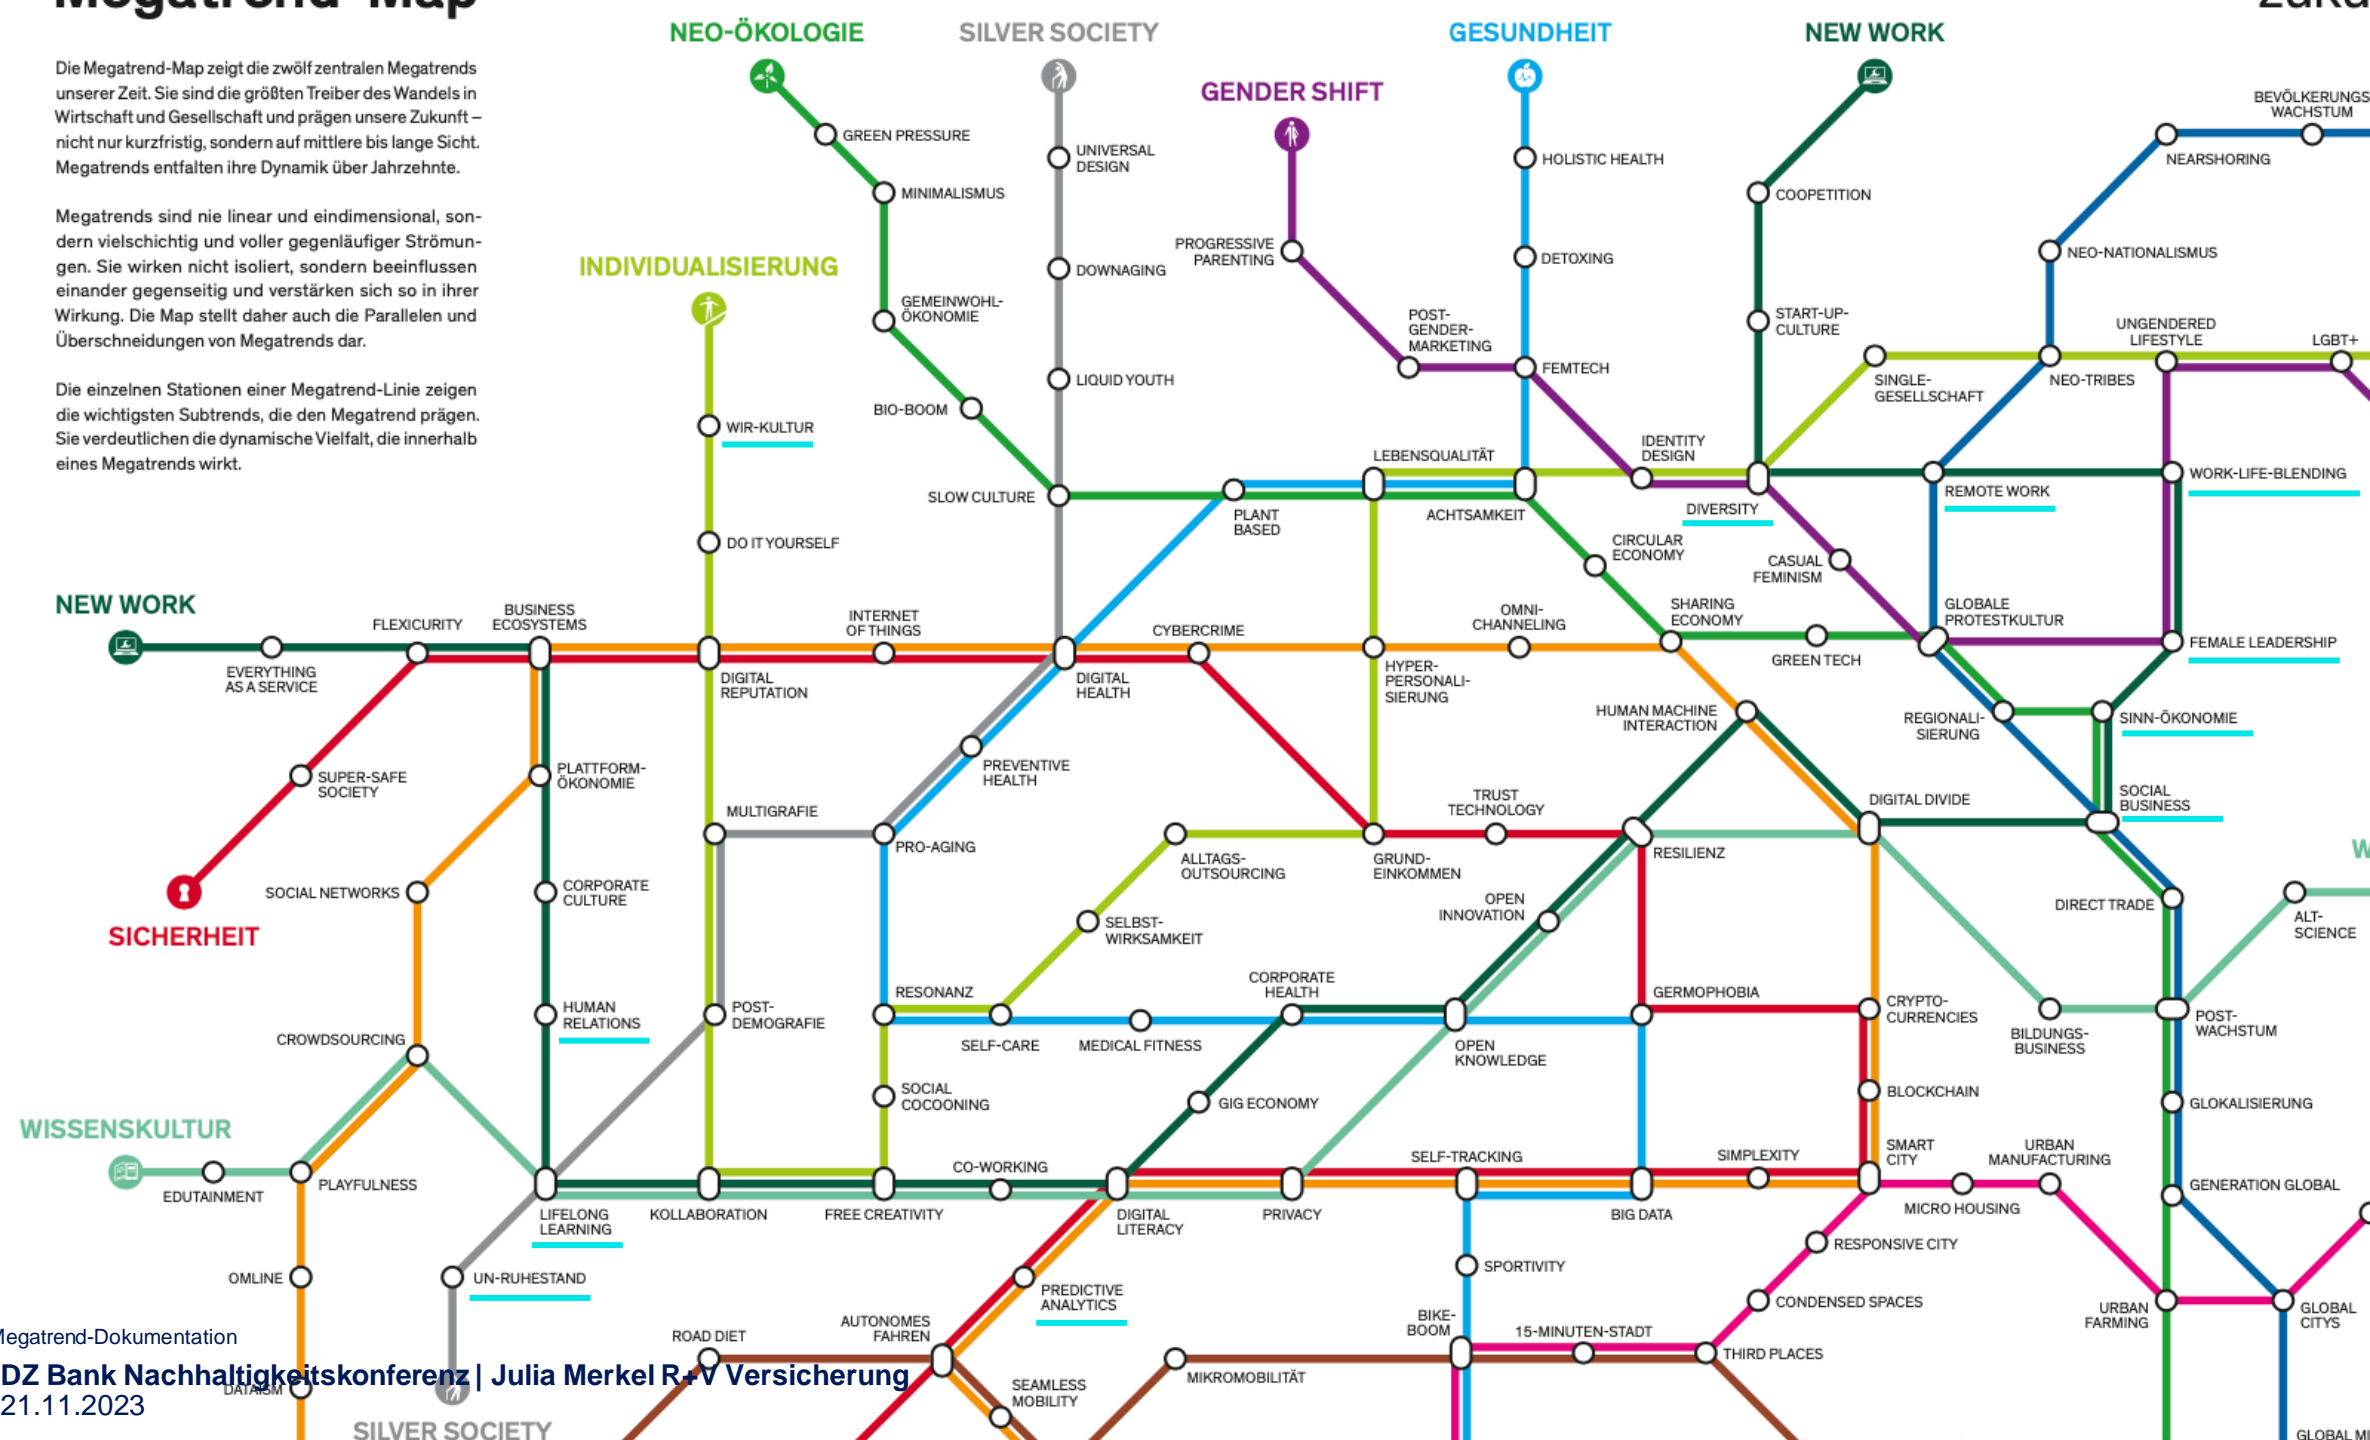 Megatrend-Map
Die Megatrend-Map zeigt die zwölf zentralen Megatrends
unserer Zeit. Sie sind die größten Treiber des Wandels in
Wirtschaft und Gesellschaft und prägen unsere Zukunft –
nicht nur kurzfristig, sondern auf mittlere bis lange Sicht.
Megatrends entfalten ihre Dynamik über Jahrzehnte.
Megatrends sind nie linear und eindimensional, son-
dern vielschichtig und voller gegenläufiger Strömun-
gen. Sie wirken nicht isoliert, sondern beeinflussen
einander gegenseitig und verstärken sich so in ihrer
Wirkung. Die Map stellt daher auch die Parallelen und
Überschneidungen von Megatrends dar.
Die einzelnen Stationen einer Megatrend-Linie zeigen
die wichtigsten Subtrends, die den Megatrend prägen.
Sie verdeutlichen die dynamische Vielfalt, die innerhalb
eines Megatrends wirkt.
NEO-ÖKOLOGIE
SILVER SOCIETY
GESUNDHEIT
NEW WORK
GENDER SHIFT
BEVÖLKERUNGS
WACHSTUM
GREEN PRESSURE
UNIVERSAL
DESIGN
HOLISTIC HEALTH
NEARSHORING
MINIMALISMUS
COOPETITION
PROGRESSIVE
PARENTING
DETOXING
NEO-NATIONALISMUS
INDIVIDUALISIERUNG
DOWNAGING
GEMEINWOHL-
ÖKONOMIE
POST-
GENDER-
MARKETING
START-UP-
CULTURE
UNGENDERED
LIFESTYLE
LGBT+
LIQUID YOUTH
FEMTECH
SINGLE-
GESELLSCHAFT
NEO-TRIBES
BIO-BOOM
WIR-KULTUR
LEBENSQUALITÄT
IDENTITY
DESIGN
WORK-LIFE-BLENDING
SLOW CULTURE
REMOTE WORK
PLANT
BASED
ACHTSAMKEIT
DIVERSITY
DO IT YOURSELF
CIRCULAR
ECONOMY
CASUAL
FEMINISM
NEW WORK
FLEXICURITY
BUSINESS
ECOSYSTEMS
INTERNET
OF THINGS
CYBERCRIME
OMNI-
CHANNELING
SHARING
ECONOMY
GLOBALE
PROTESTKULTUR
FEMALE LEADERSHIP
EVERYTHING
AS A SERVICE
DIGITAL
REPUTATION
DIGITAL
HEALTH
HYPER-
PERSONALI-
SIERUNG
GREEN TECH
HUMAN MACHINE
INTERACTION
REGIONALI-
SIERUNG
SINN-ÖKONOMIE
SUPER-SAFE
SOCIETY
PLATTFORM-
ÖKONOMIE
PREVENTIVE
HEALTH
MULTIGRAFIE
TRUST
TECHNOLOGY
DIGITAL DIVIDE
SOCIAL
BUSINESS
PRO-AGING
ALLTAGS-
OUTSOURCING
GRUND-
EINKOMMEN
RESILIENZ
SOCIAL NETWORKS
CORPORATE
CULTURE
SELBST-
WIRKSAMKEIT
OPEN
INNOVATION
DIRECT TRADE
ALT-
SCIENCE
SICHERHEIT
HUMAN
RELATIONS
POST-
DEMOGRAFIE
RESONANZ
CORPORATE
HEALTH
GERMOPHOBIA
CRYPTO-
CURRENCIES
CROWDSOURCING
SELF-CARE
MEDICAL FITNESS
OPEN
KNOWLEDGE
BILDUNGS-
BUSINESS
POST-
WACHSTUM
SOCIAL
COCOONING
GIG ECONOMY
BLOCKCHAIN
GLOKALISIERUNG
WISSENSKULTUR
CO-WORKING
SELF-TRACKING
SIMPLEXITY
SMART
CITY
URBAN
MANUFACTURING
EDUTAINMENT
PLAYFULNESS
LIFELONG
LEARNING
KOLLABORATION
FREE CREATIVITY
DIGITAL
LITERACY
PRIVACY
BIG DATA
MICRO HOUSING
GENERATION GLOBAL
RESPONSIVE CITY
OMLINE
UN-RUHESTAND
PREDICTIVE
ANALYTICS
SPORTIVITY
CONDENSED SPACES
URBAN
FARMING
GLOBAL
CITYS
ROAD DIET
AUTONOMES
FAHREN
BIKE-
BOOM
15-MINUTEN-STADT
THIRD PLACES
Megatrend-Dokumentation
DZ Bank Nachhaltigkeitskonferenz | Julia Merkel R+V Versicherung
DATAISM
21.11.2023
SEAMLESS
MOBILITY
MIKROMOBILITÄT
SILVER SOCIETY